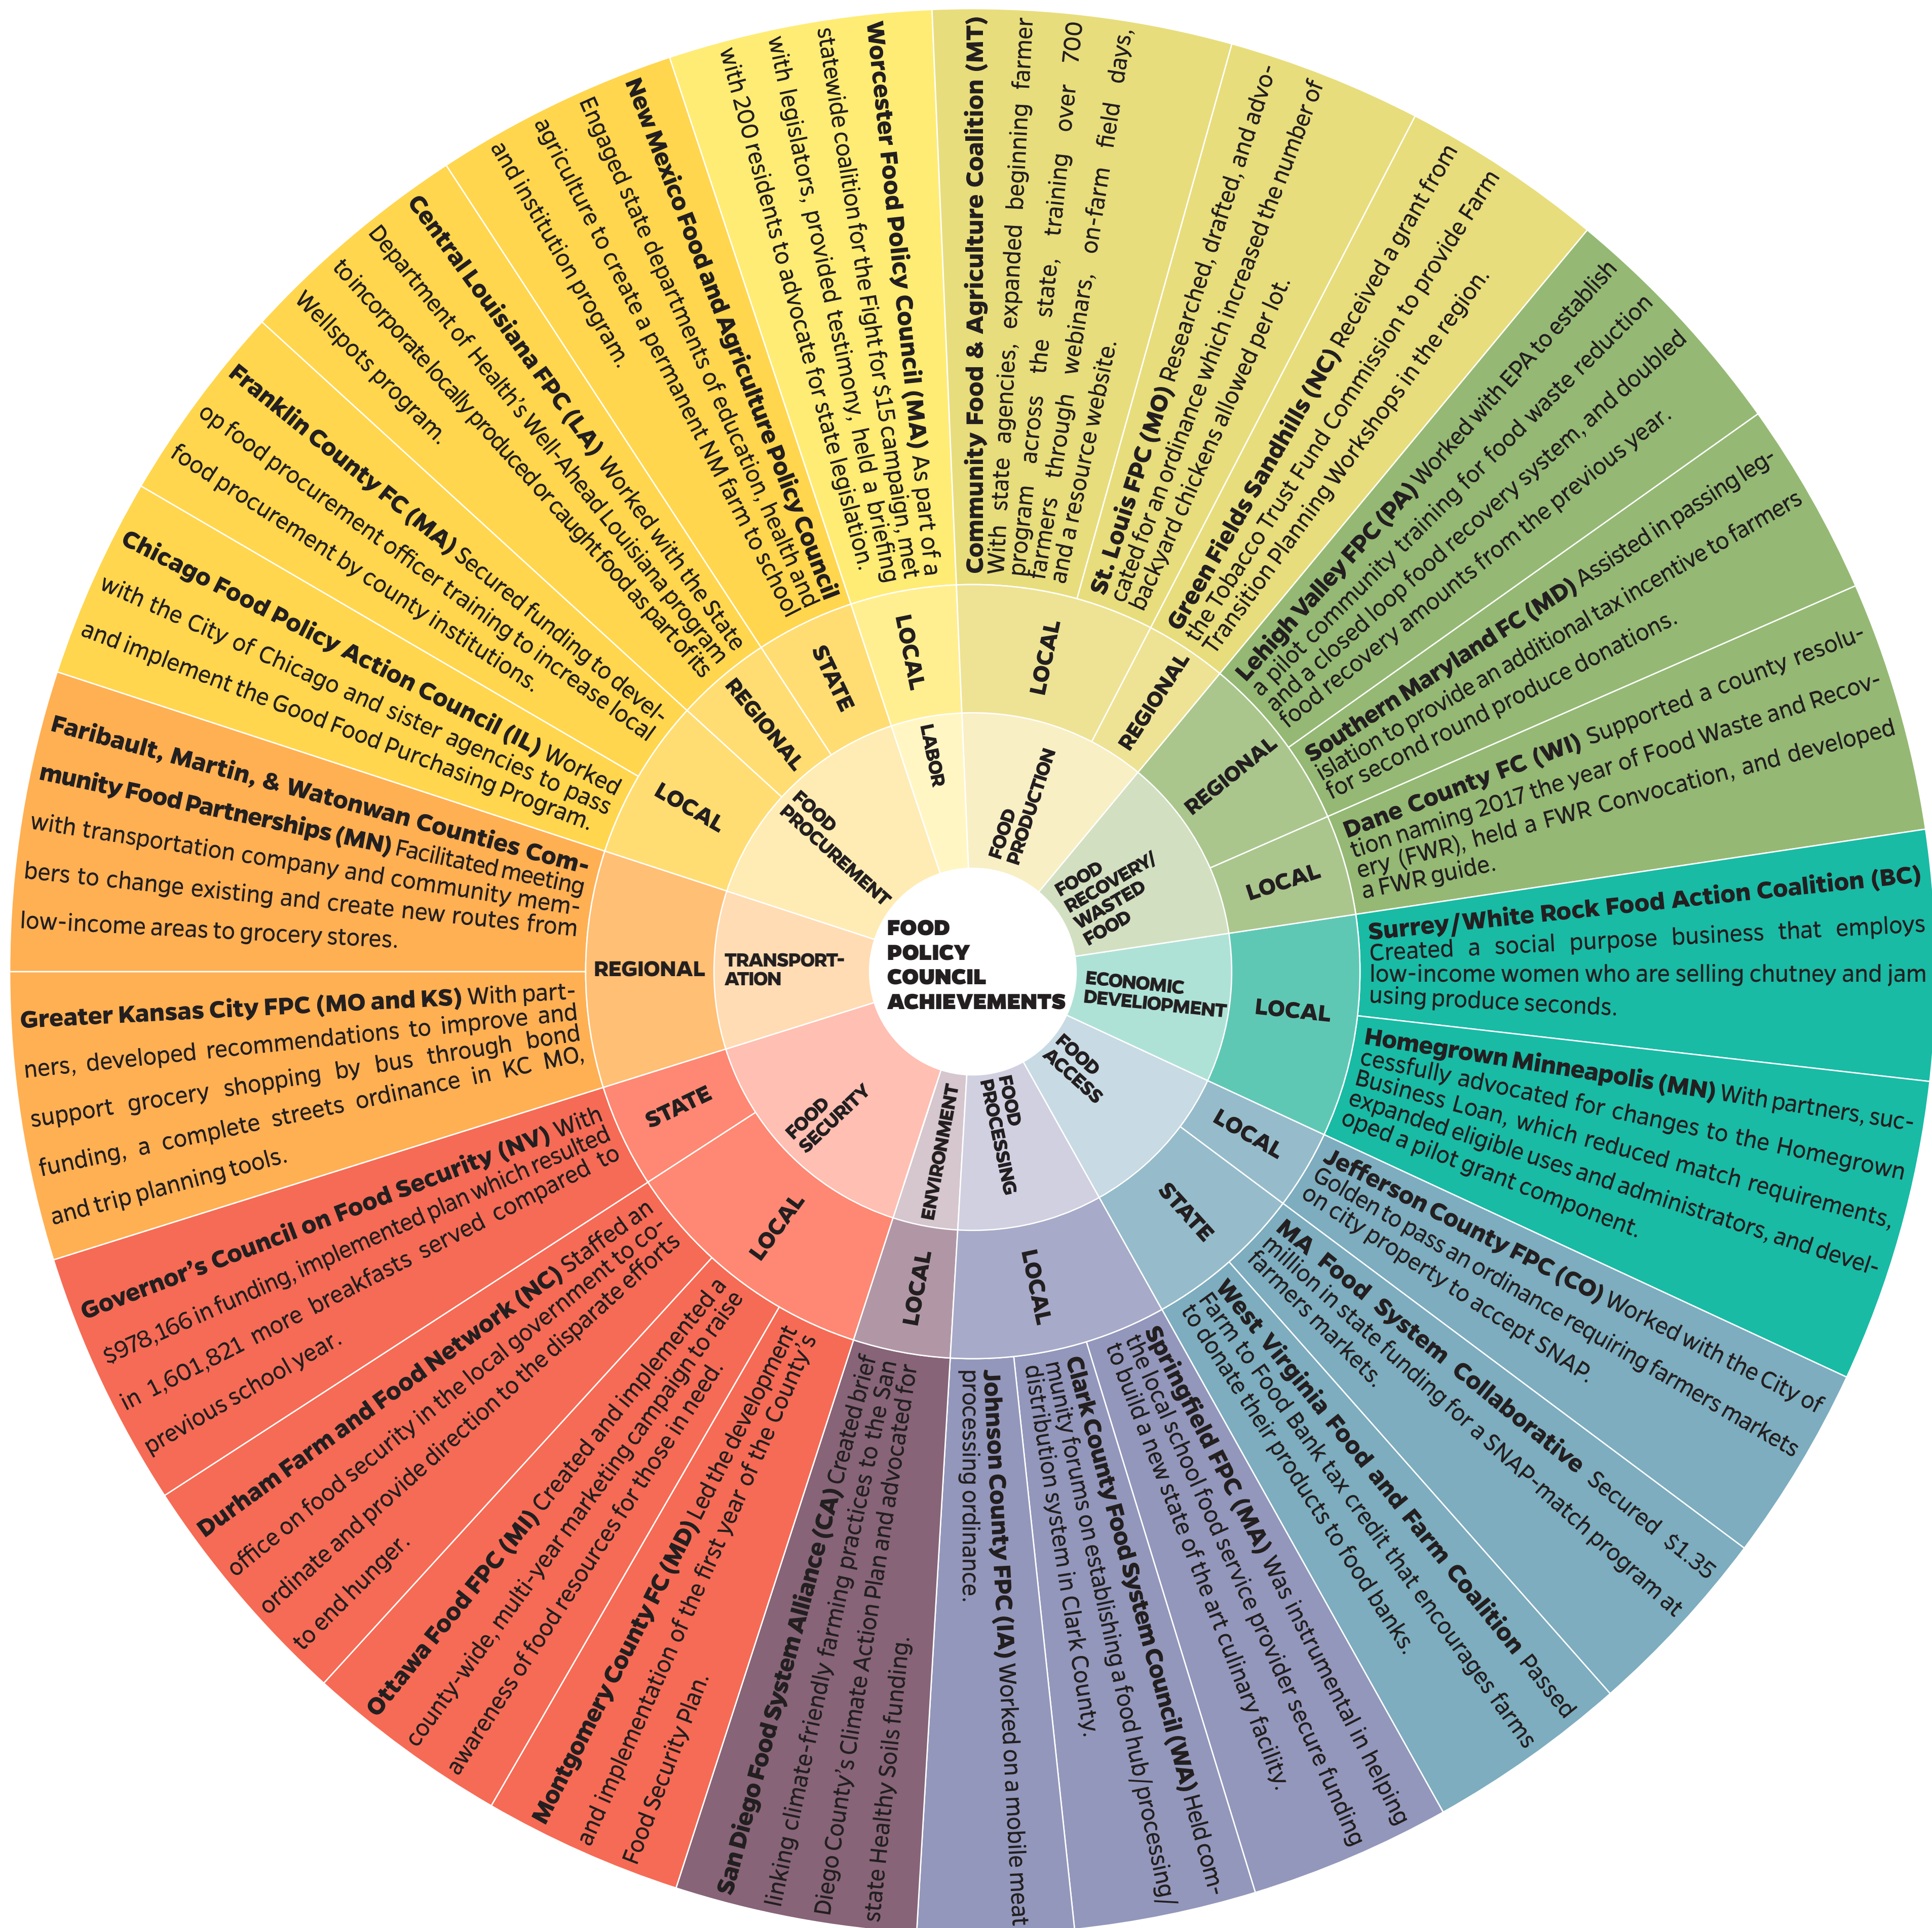 FOOD
POLICY
COUNCIL
ACHIEVEMENTS
LABOR
LOCAL
Worcester Food Policy Council (MA) As part of a
statewide coalition for the Fight for $15 campaign, met
with legislators, provided testimony, held a briefing
with 200 residents to advocate for state legislation.
FOOD
PRODUCTION
LOCAL
Community Food & Agriculture Coalition (MT)
With state agencies, expanded beginning farmer
program across the state, training over 700
farmers through webinars, on-farm field days,
and a resource website.
St. Louis FPC (MO) Researched, drafted, and advo-
cated for an ordinance which increased the number of
backyard chickens allowed per lot.
REGIONAL
Green Fields Sandhills (NC) Received a grant from
the Tobacco Trust Fund Commission to provide Farm
Transition Planning Workshops in the region.
FOOD
RECOVERY/
WASTED
FOOD
REGIONAL
Lehigh Valley FPC (PA) Worked with EPA to establish
a pilot community training for food waste reduction
and a closed loop food recovery system, and doubled
food recovery amounts from the previous year.
Southern Maryland FC (MD) Assisted in passing leg-
islation to provide an additional tax incentive to farmers
for second round produce donations.
LOCAL
Dane County FC (WI) Supported a county resolu-
tion naming 2017 the year of Food Waste and Recov-
ery (FWR), held a FWR Convocation, and developed
a FWR guide.
ECONOMIC
DEVELIOPMENT
LOCAL
Surrey/White Rock Food Action Coalition (BC)
Created a social purpose business that employs
low-income women who are selling chutney and jam
using produce seconds.
Homegrown Minneapolis (MN) With partners, suc-
cessfully advocated for changes to the Homegrown
Business Loan, which reduced match requirements,
expanded eligible uses and administrators, and devel-
oped a pilot grant component.
FOOD
ACCESS
LOCAL
Jefferson County FPC (CO) Worked with the City of
Golden to pass an ordinance requiring farmers markets
on city property to accept SNAP.
STATE
MA Food System Collaborative Secured $1.35
million in state funding for a SNAP-match program at
farmers markets.
West Virginia Food and Farm Coalition Passed
Farm to Food Bank tax credit that encourages farms
to donate their products to food banks.
FOOD
PROCESSING
LOCAL
Springfield FPC (MA) Was instrumental in helping
the local school food service provider secure funding
to build a new state of the art culinary facility.
Clark County Food System Council (WA) Held com-
munity forums on establishing a food hub/processing/
distribution system in Clark County.
Johnson County FPC (IA) Worked on a mobile meat
processing ordinance.
ENVIRONMENT
LOCAL
San Diego Food System Alliance (CA) Created brief
linking climate-friendly farming practices to the San
Diego County's Climate Action Plan and advocated for
state Healthy Soils funding.
FOOD
SECURITY
LOCAL
Montgomery County FC (MD) Led the development
and implementation of the first year of the County's
Food Security Plan.
Ottawa Food FPC (MI) Created and implemented a
county-wide, multi-year marketing campaign to raise
awareness of food resources for those in need.
Durham Farm and Food Network (NC) Staffed an
office on food security in the local government to co-
ordinate and provide direction to the disparate efforts
to end hunger.
STATE
Governor's Council on Food Security (NV) With
$978,166 in funding, implemented plan which resulted
in 1,601,821 more breakfasts served compared to
previous school year.
TRANSPORT-
ATION
REGIONAL
Greater Kansas City FPC (MO and KS) With part-
ners, developed recommendations to improve and
support grocery shopping by bus through bond
funding, a complete streets ordinance in KC MO,
and trip planning tools.
Faribault, Martin, & Watonwan Counties Com-
munity Food Partnerships (MN) Facilitated meeting
with transportation company and community mem-
bers to change existing and create new routes from
low-income areas to grocery stores.
FOOD
PROCUREMENT
LOCAL
Chicago Food Policy Action Council (IL) Worked
with the City of Chicago and sister agencies to pass
and implement the Good Food Purchasing Program.
Franklin County FC (MA) Secured funding to devel-
op food procurement officer training to increase local
food procurement by county institutions.
REGIONAL
Central Louisiana FPC (LA) Worked with the State
Department of Health's Well-Ahead Louisiana program
to incorporate locally produced or caught food as part of its
Wellspots program.
STATE
New Mexico Food and Agriculture Policy Council
Engaged state departments of education, health and
agriculture to create a permanent NM farm to school
and institution program.